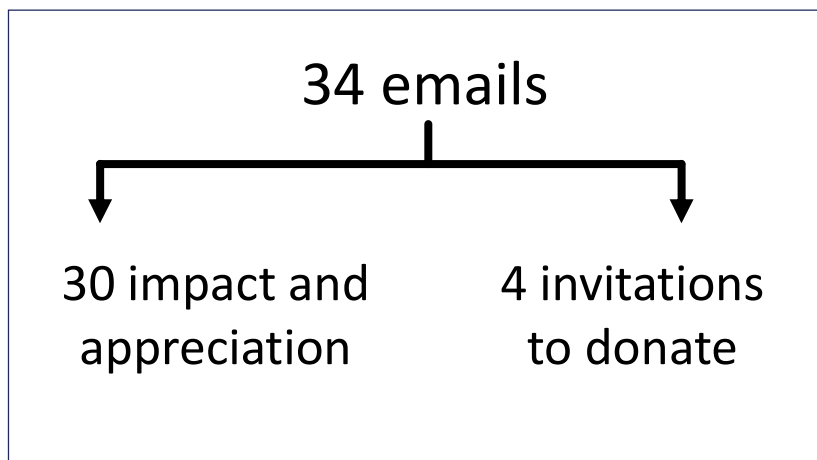 34 emails
30 impact and
appreciation
4 invitations
to donate